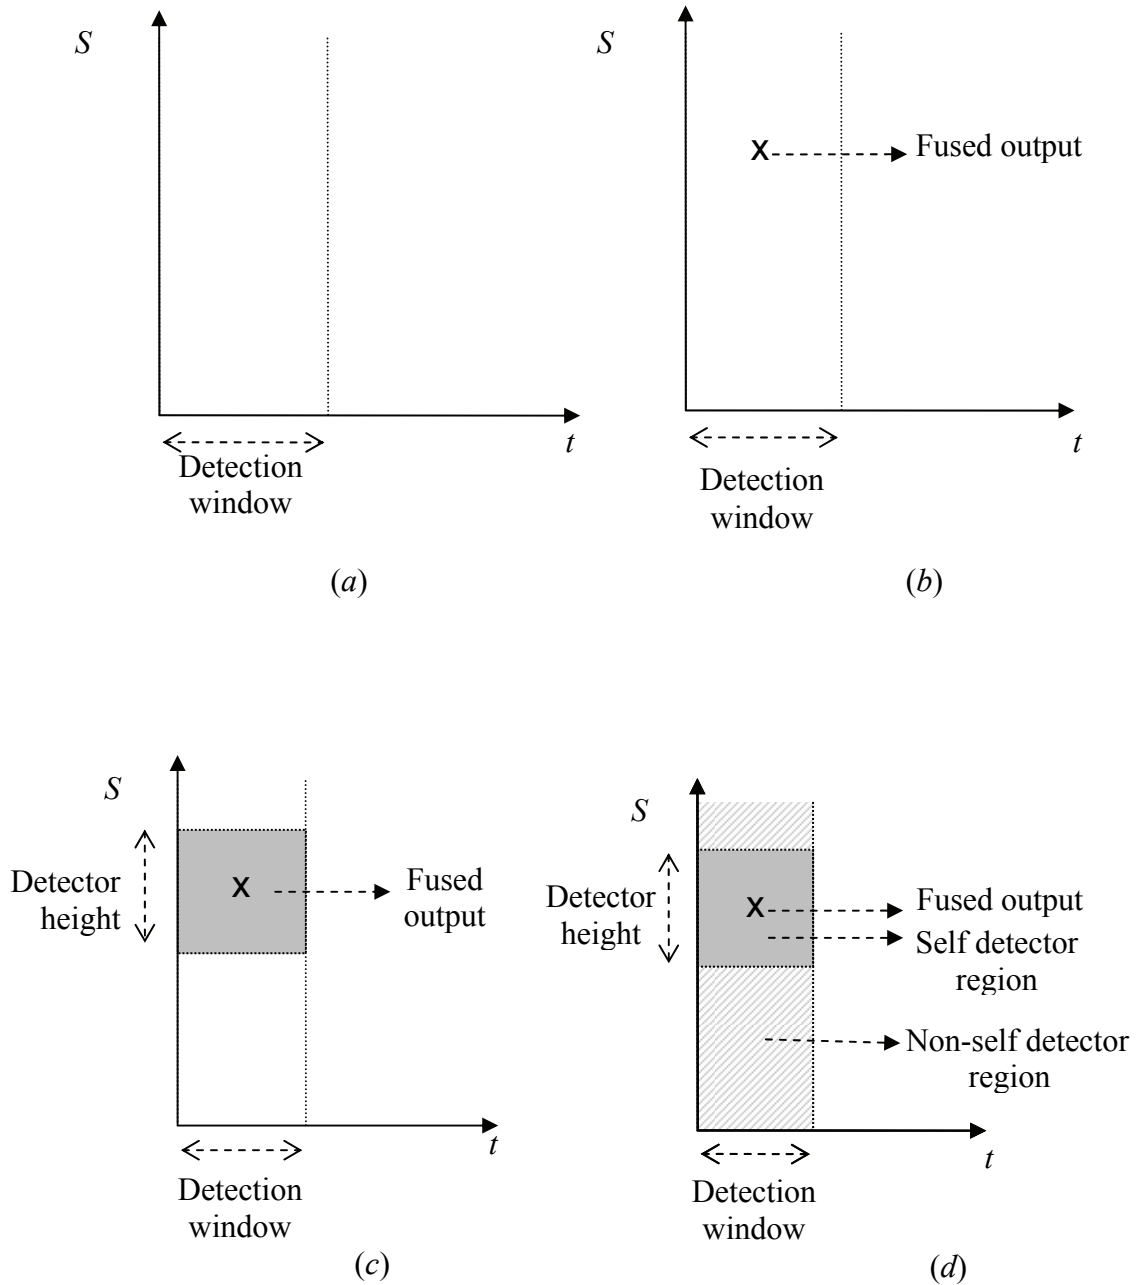 S
t
Detection
window
(a)
S
Fused output
t
Detection
window
(b)
S
Detector
height
x
Fused
output
t
Detection
window
(c)
S
Detector
height
x
Fused output
Self detector
region
Non-self detector
region
t
Detection
window
(d)